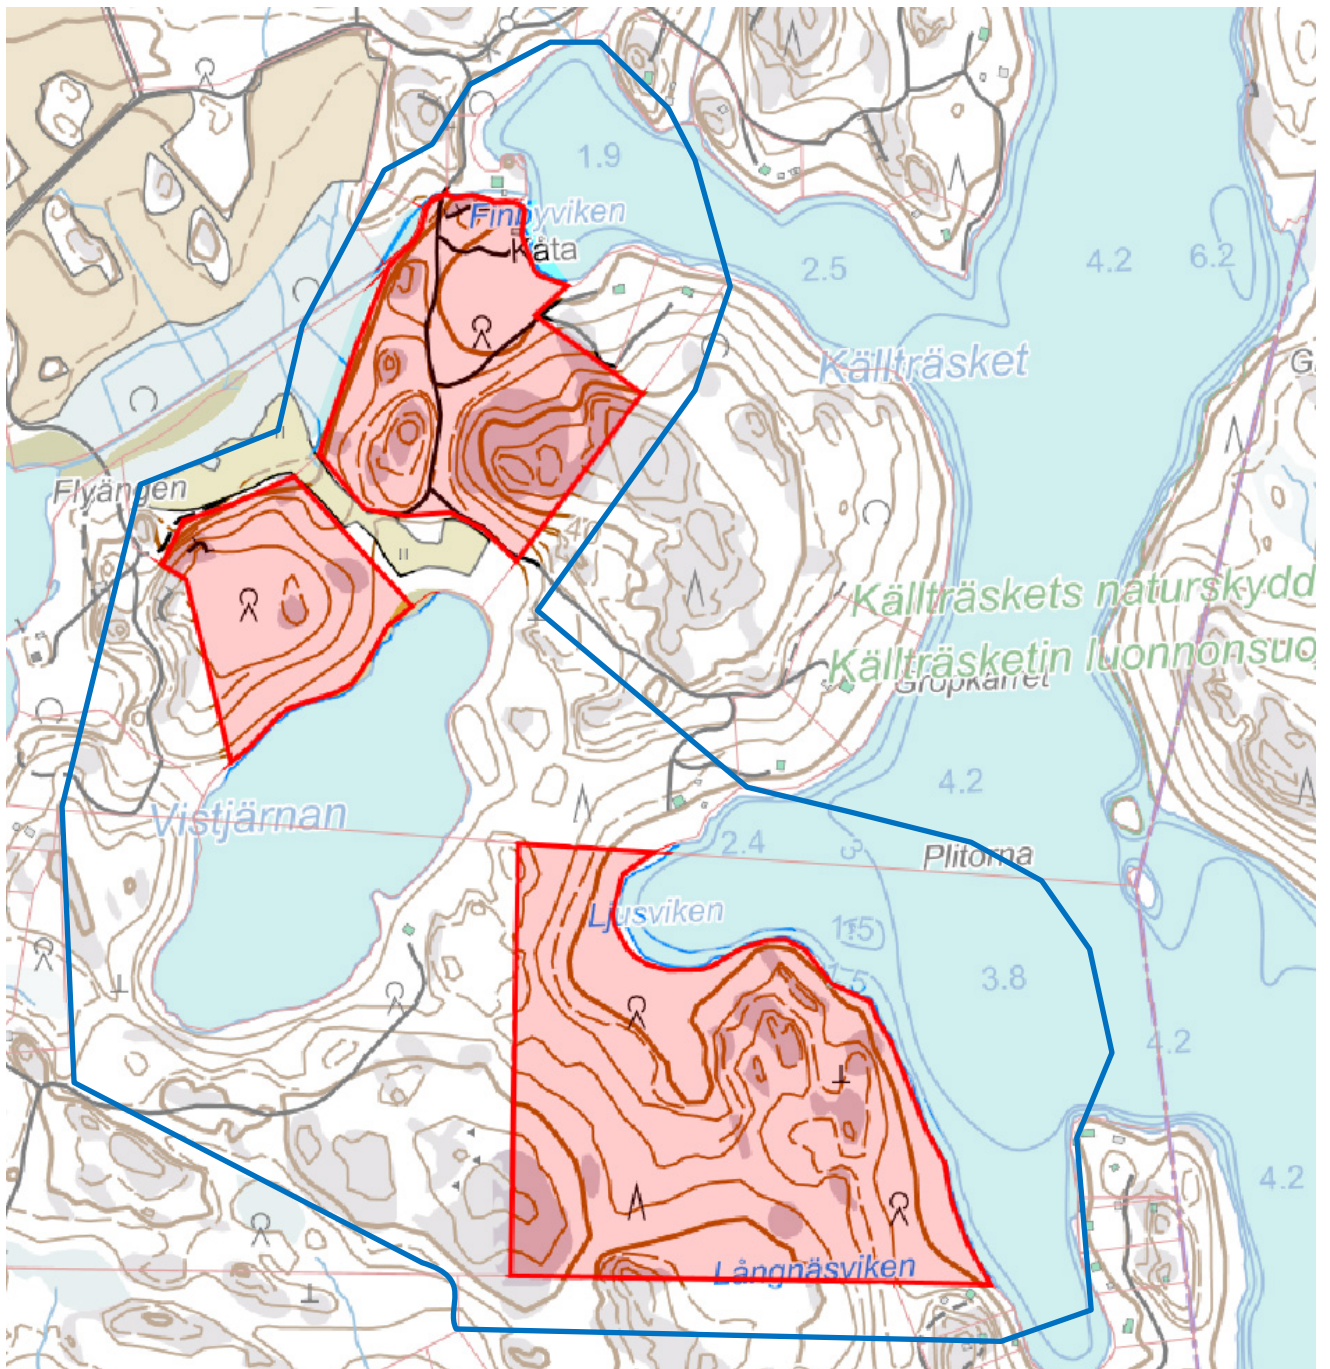 1.9
Finbyviken
Kåta
2.5
4.2
6.2
Källträsket
G
Flyängen
Källträskets naturskydd
Källträsketin luonnonsuo
Gropkärret
4.2
Vistjärnan
2.4
3
Plitorna
Ljusviken
1.5
1.5
3.8
4.2
4.2
Långnäsviken